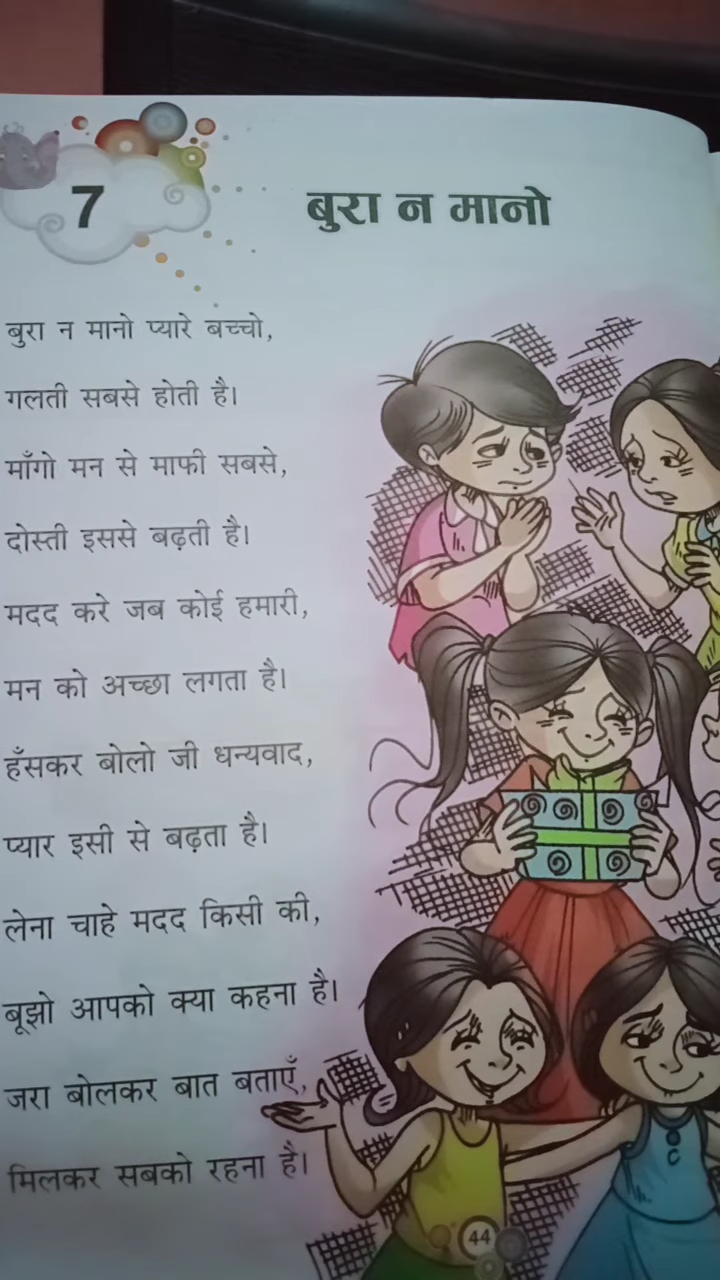 7
बुरा न मानो
बुरा न मानो प्यारे बच्चो,
गलती सबसे होती है।
माँगो मन से माफी सबसे,
दोस्ती इससे बढ़ती है।
मदद करे जब कोई हमारी,
मन को अच्छा लगता है।
हँसकर बोलो जी धन्यवाद,
प्यार इसी से बढ़ता है।
लेना चाहे मदद किसी की,
बूझो आपको क्या कहना है।
जरा बोलकर बात बताएँ,
मिलकर सबको रहना है।
44